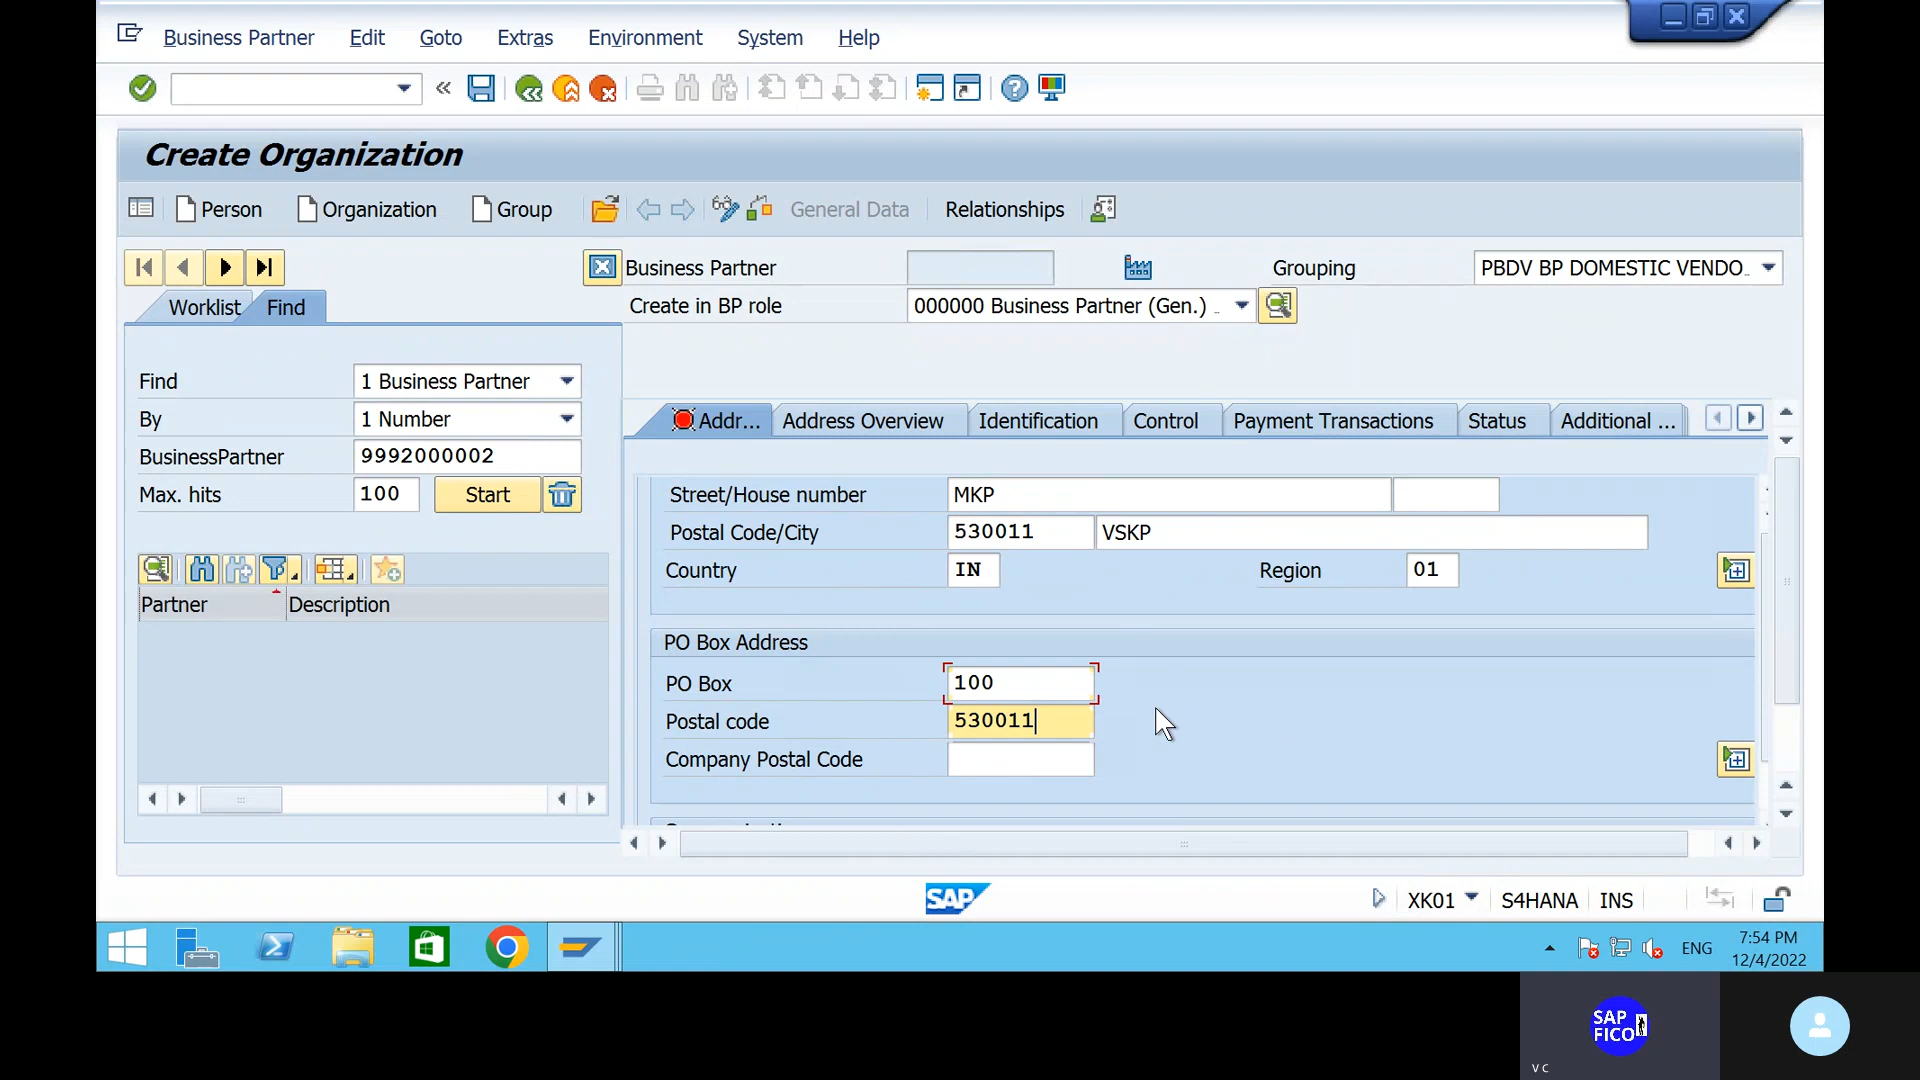 Business Partner Edit Goto Extras Environment System Help
Create Organization
Person Organization Group General Data Relationships
Business Partner Grouping PBDV BP DOMESTIC VENDO..
Worklist Find
Create in BP role 000000 Business Partner (Gen.) ..
Find 1 Business Partner
By 1 Number
BusinessPartner 9992000002
Max. hits 100 Start
Addr... Address Overview Identification Control Payment Transactions Status Additional ...
Street/House number MKP
Postal Code/City 530011 VSKP
Country IN Region 01
Partner Description
PO Box Address
PO Box 100
Postal code 530011
Company Postal Code
SAP
XK01 S4HANA INS
ENG
7:54 PM
12/4/2022
SAP
FICO
V C